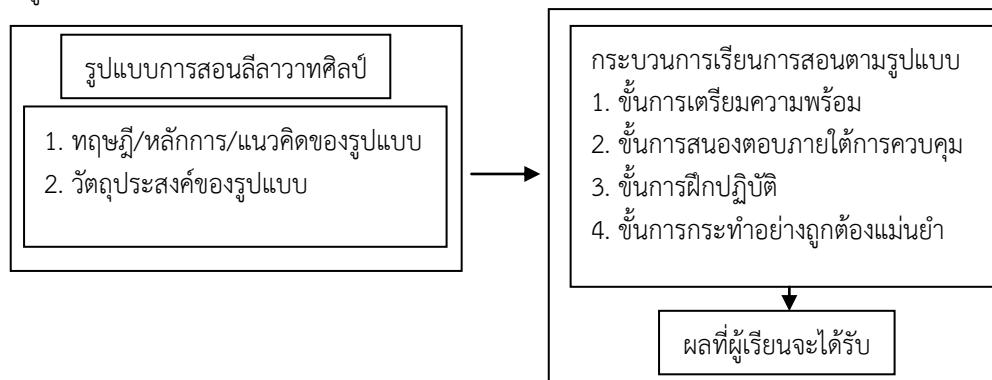 รูปแบบการสอนลีลาวาทศิลป์
1. ทฤษฎี/หลักการ/แนวคิดของรูปแบบ
2. วัตถุประสงค์ของรูปแบบ
กระบวนการเรียนการสอนตามรูปแบบ
1. ขั้นการเตรียมความพร้อม
2. ขั้นการสนองตอบภายใต้การควบคุม
3. ขั้นการฝึกปฏิบัติ
4. ขั้นการกระทำอย่างถูกต้องแม่นยำ
ผลที่ผู้เรียนจะได้รับ